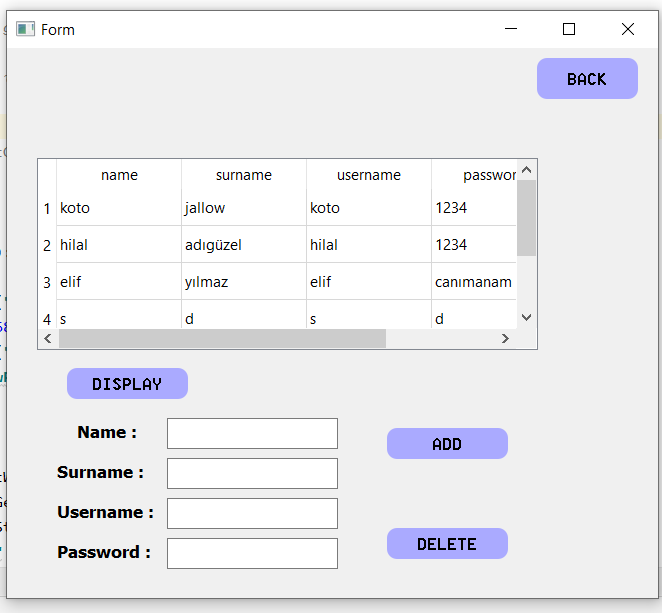 Form
BACK
name surname username passwor
1 koto jallow koto 1234
2 hilal adıgüzel hilal 1234
3 elif yılmaz elif canımanam
4 s d s d
DISPLAY
Name :
ADD
Surname :
Username :
Password :
DELETE